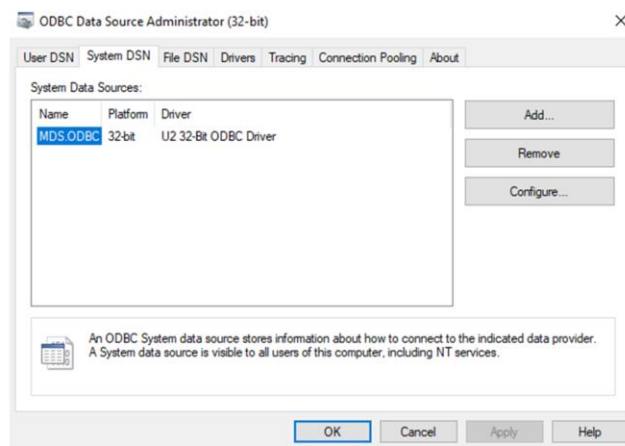 ODBC Data Source Administrator (32-bit)
User DSN System DSN File DSN Drivers Tracing Connection Pooling About
System Data Sources:
Name Platform Driver
MDS.ODBC 32-bit U2 32-Bit ODBC Driver
Add...
Remove
Configure...
An ODBC System data source stores information about how to connect to the indicated data provider.
A System data source is visible to all users of this computer, including NT services.
OK Cancel Apply Help